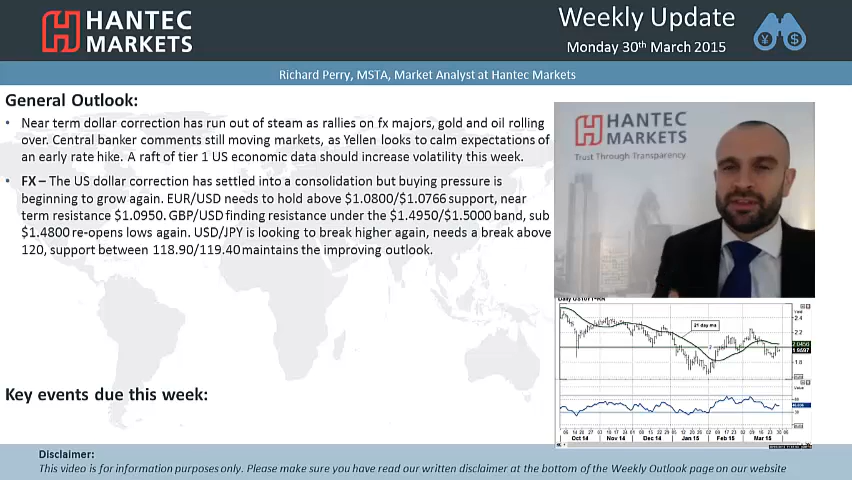 HANTEC
MARKETS
Weekly Update
Monday 30th March 2015
Richard Perry, MSTA, Market Analyst at Hantec Markets
General Outlook:
• Near term dollar correction has run out of steam as rallies on fx majors, gold and oil rolling
over. Central banker comments still moving markets, as Yellen looks to calm expectations of
an early rate hike. A raft of tier 1 US economic data should increase volatility this week.
• FX – The US dollar correction has settled into a consolidation but buying pressure is
beginning to grow again. EUR/USD needs to hold above $1.0800/$1.0766 support, near
term resistance $1.0950. GBP/USD finding resistance under the $1.4950/$1.5000 band, sub
$1.4800 re-opens lows again. USD/JPY is looking to break higher again, needs a break above
120, support between 118.90/119.40 maintains the improving outlook.
HANTEC
MARKETS
Trust Through Transparency
21 day ma
2.4
2.2
1.8
Oct 14 Nov 14 Dec 14 Jan 15 Feb 15 Mar 15
Key events due this week:
Disclaimer:
This video is for information purposes only. Please make sure you have read our written disclaimer at the bottom of the Weekly Outlook page on our website